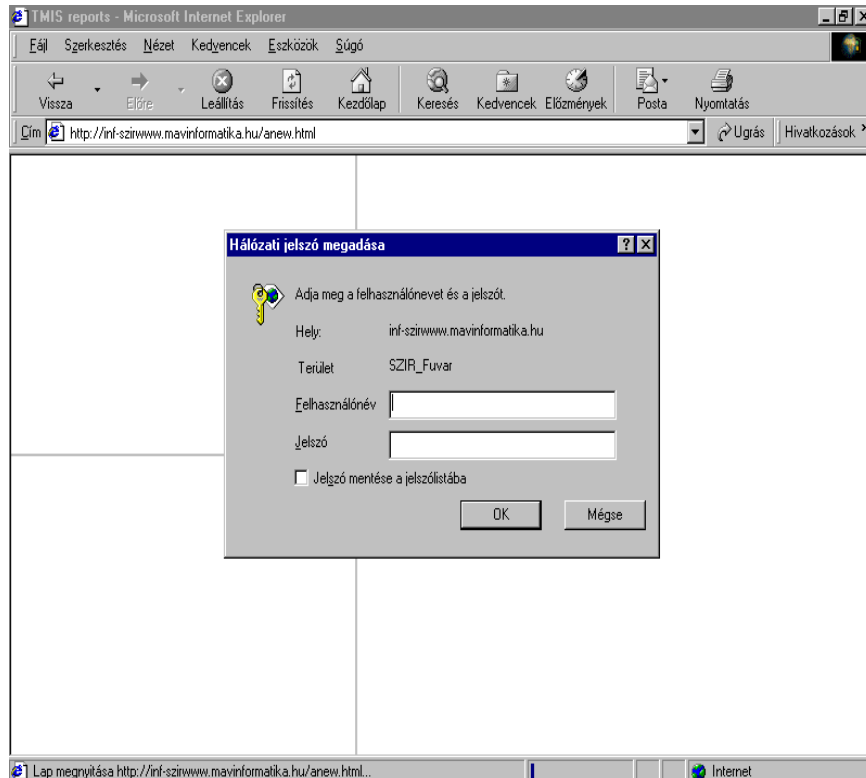 TMIS reports - Microsoft Internet Explorer
Fájl Szerkesztés Nézet Kedvencek Eszközök Súgó
Vissza Előre Leállítás Frissítés Kezdőlap Keresés Kedvencek Előzmények Posta Nyomtatás
Cím http://inf-szirwww.mavinformatika.hu/anew.html Ugrás Hivatkozások »
Hálózati jelszó megadása
Adja meg a felhasználónevet és a jelszót.
Hely: inf-szirwww.mavinformatika.hu
Terület SZIR_Fuvar
Felhasználónév
Jelszó
Jelszó mentése a jelszólistába
OK Mégse
Lap megnyitása http://inf-szirwww.mavinformatika.hu/anew.html... Internet